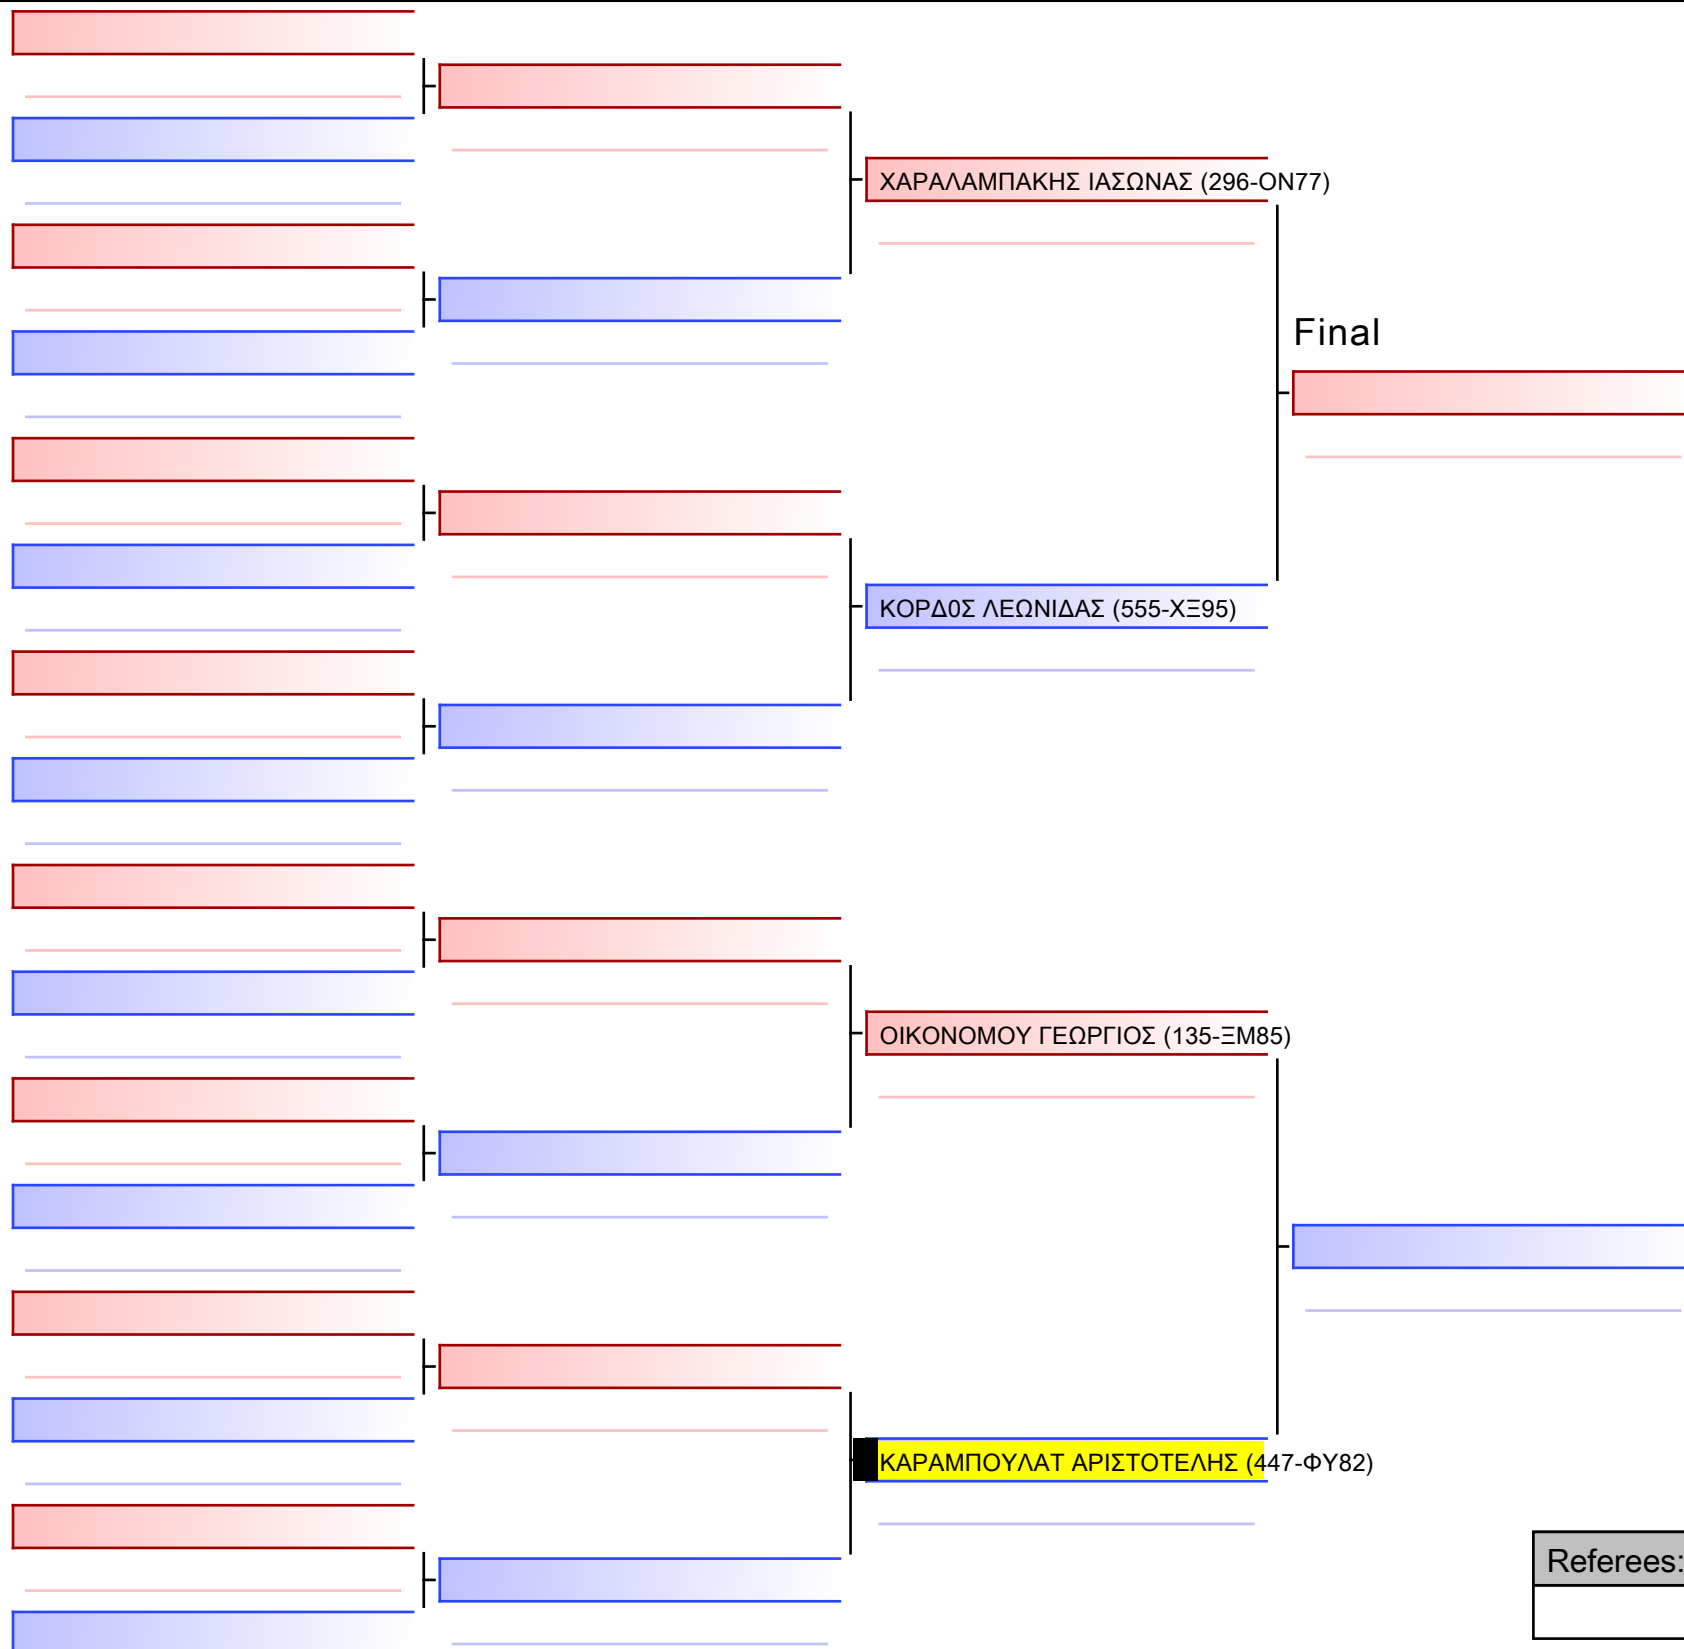 ΧΑΡΑΛΑΜΠΑΚΗΣ ΙΑΣΩΝΑΣ (296-ΟΝ77)
Final
ΚΟΡΔ0Σ ΛΕΩΝΙΔΑΣ (555-ΧΞ95)
ΟΙΚΟΝΟΜΟΥ ΓΕΩΡΓΙΟΣ (135-ΞΜ85)
ΚΑΡΑΜΠΟΥΛΑΤ ΑΡΙΣΤΟΤΕΛΗΣ (447-ΦΥ82)
Referees: